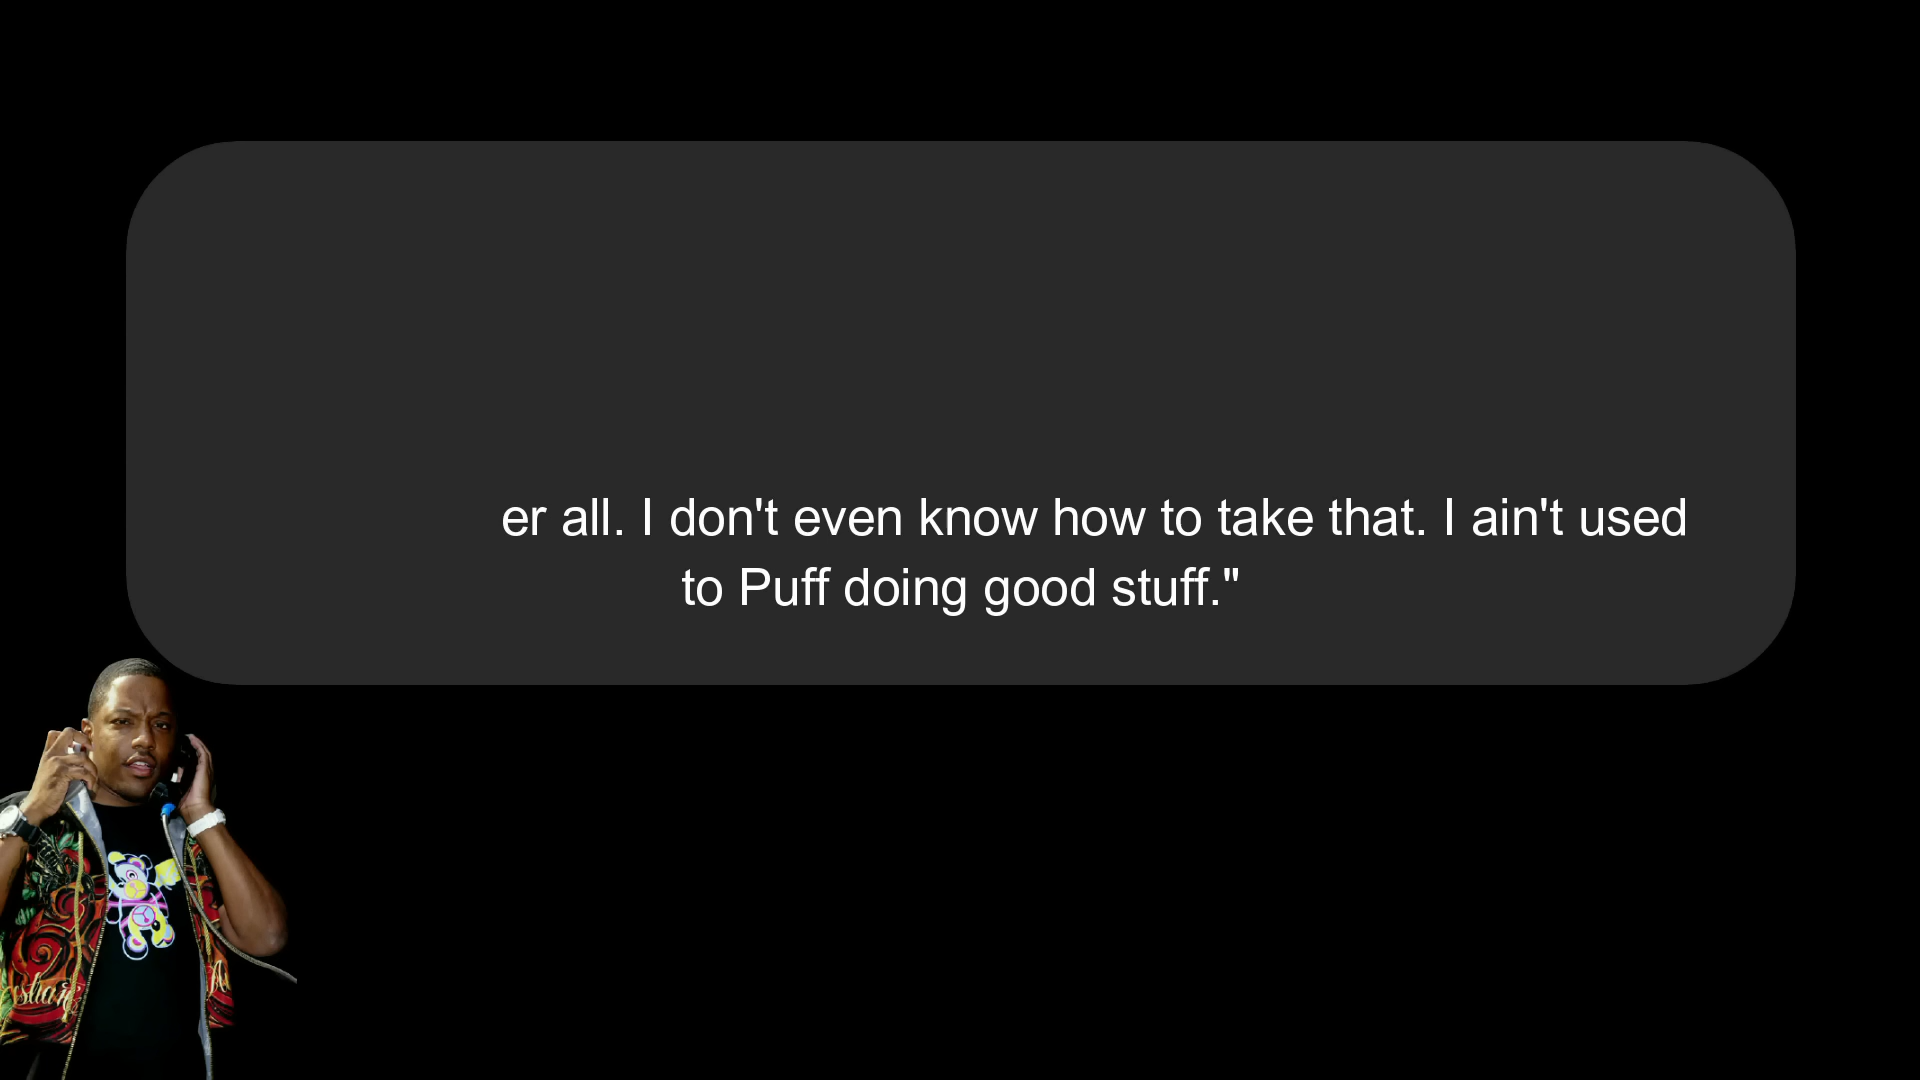 er all. I don't even know how to take that. I ain't used
to Puff doing good stuff."